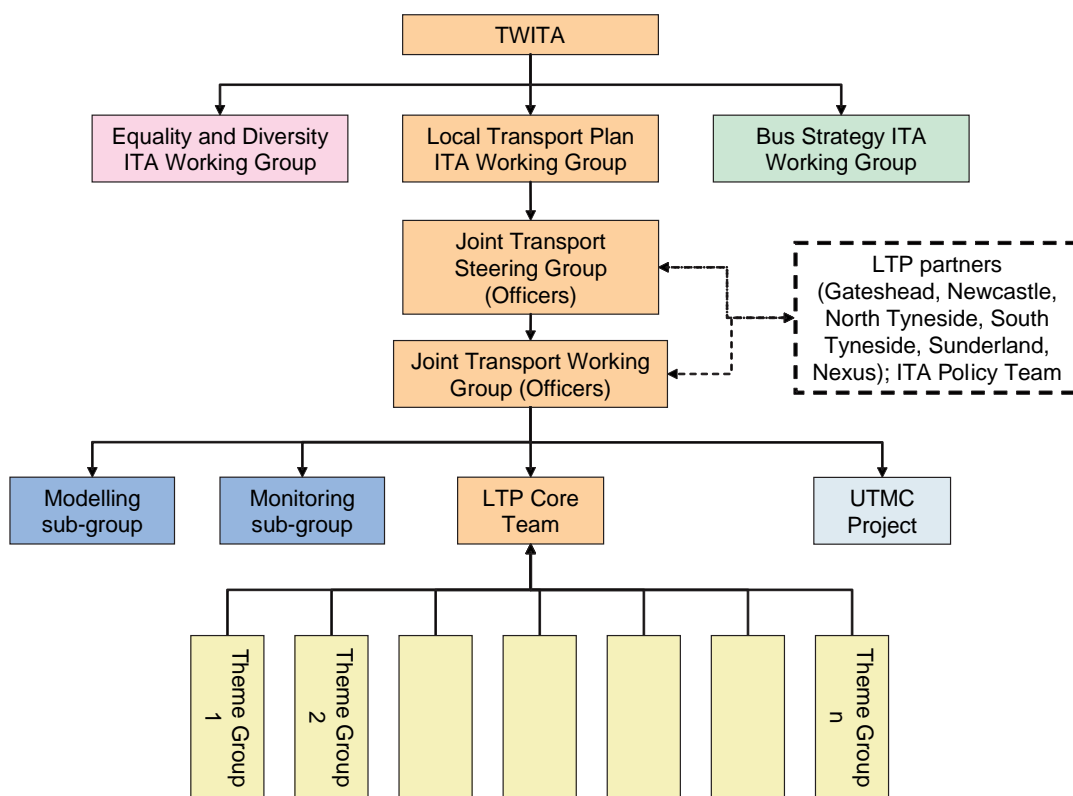 TWITA
Equality and Diversity
ITA Working Group
Local Transport Plan
ITA Working Group
Bus Strategy ITA
Working Group
Joint Transport
Steering Group
(Officers)
LTP partners
(Gateshead, Newcastle,
North Tyneside, South
Tyneside, Sunderland,
Nexus); ITA Policy Team
Joint Transport Working
Group (Officers)
Modelling
sub-group
Monitoring
sub-group
LTP Core
Team
UTMC
Project
Theme Group
1
Theme Group
2
Theme Group
n